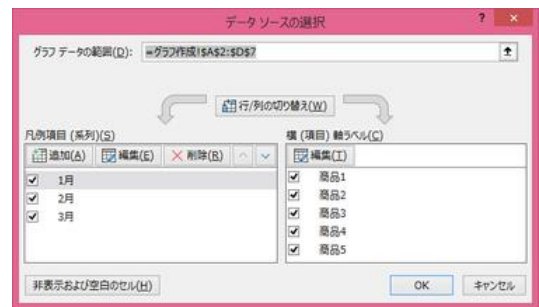 データ ソースの選択
? ×
グラフ データの範囲(D): =グラフ作成!$A$2:$D$7
行/列の切り替え(W)
凡例項目 (系列)(S)
追加(A) 編集(E) 削除(R)
1月
2月
3月
横 (項目) 軸ラベル(C)
編集(T)
商品1
商品2
商品3
商品4
商品5
非表示および空白のセル(H)
OK キャンセル